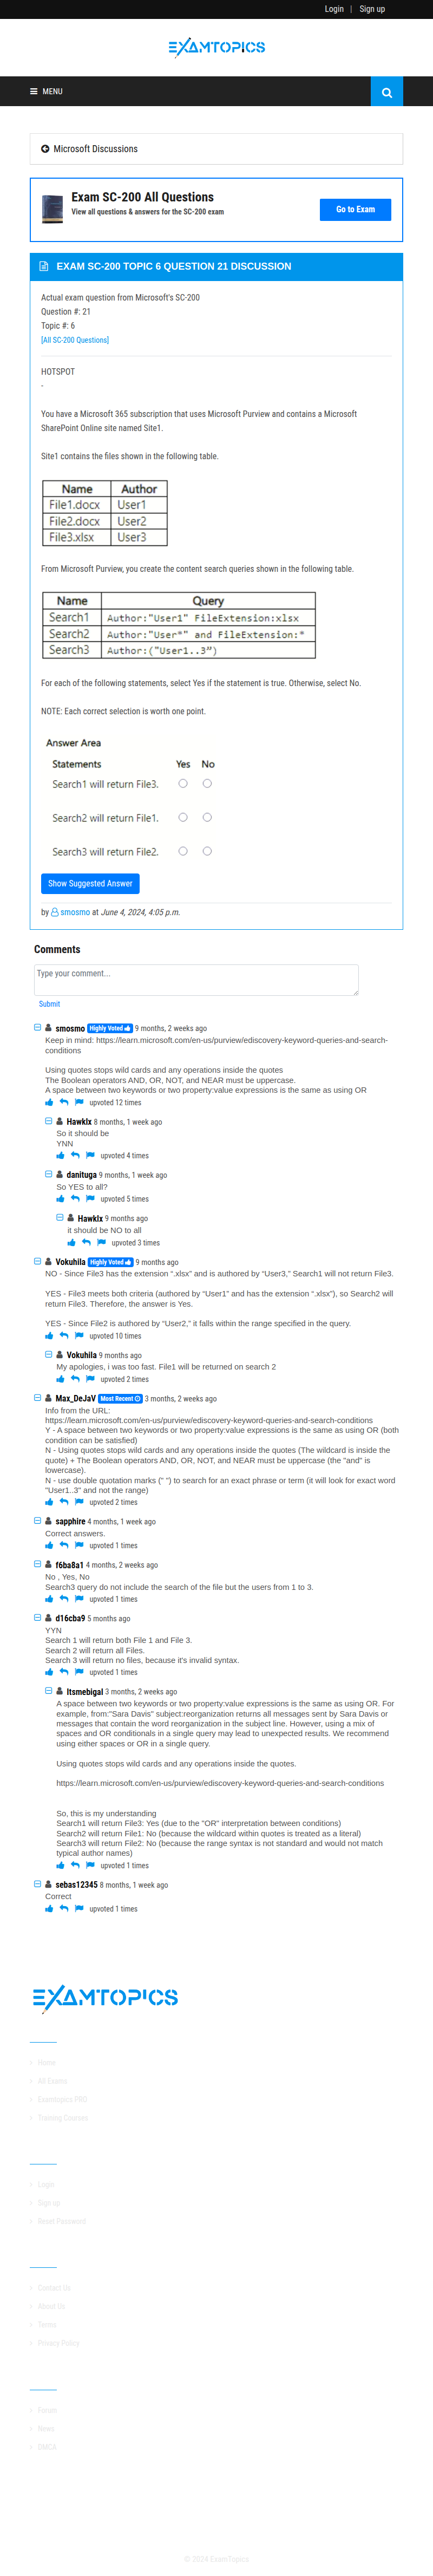 Login | Sign up
EXAMTOPICS
MENU
Microsoft Discussions
Exam SC-200 All Questions
View all questions & answers for the SC-200 exam
Go to Exam
EXAM SC-200 TOPIC 6 QUESTION 21 DISCUSSION
Actual exam question from Microsoft's SC-200
Question #: 21
Topic #: 6
[All SC-200 Questions]
HOTSPOT
-
You have a Microsoft 365 subscription that uses Microsoft Purview and contains a Microsoft
SharePoint Online site named Site1.
Site1 contains the files shown in the following table.
Name Author
File1.docx User1
File2.docx User2
File3.xlsx User3
From Microsoft Purview, you create the content search queries shown in the following table.
Name Query
Search1 Author:"User1" FileExtension:xlsx
Search2 Author:"User*" and FileExtension:*
Search3 Author:("User1..3")
For each of the following statements, select Yes if the statement is true. Otherwise, select No.
NOTE: Each correct selection is worth one point.
Answer Area
Statements Yes No
Search1 will return File3.
Search2 will return File1.
Search3 will return File2.
Show Suggested Answer
by smosmo at June 4, 2024, 4:05 p.m.
Comments
Type your comment...
Submit
smosmo Highly Voted 9 months, 2 weeks ago
Keep in mind: https://learn.microsoft.com/en-us/purview/ediscovery-keyword-queries-and-search-
conditions
Using quotes stops wild cards and any operations inside the quotes
The Boolean operators AND, OR, NOT, and NEAR must be uppercase.
A space between two keywords or two property:value expressions is the same as using OR
upvoted 12 times
Hawklx 8 months, 1 week ago
So it should be
YNN
upvoted 4 times
danituga 9 months, 1 week ago
So YES to all?
upvoted 5 times
Hawklx 9 months ago
it should be NO to all
upvoted 3 times
Vokuhila Highly Voted 9 months ago
NO - Since File3 has the extension ".xlsx" and is authored by "User3," Search1 will not return File3.
YES - File3 meets both criteria (authored by "User1" and has the extension ".xlsx"), so Search2 will
return File3. Therefore, the answer is Yes.
YES - Since File2 is authored by "User2," it falls within the range specified in the query.
upvoted 10 times
Vokuhila 9 months ago
My apologies, i was too fast. File1 will be returned on search 2
upvoted 2 times
Max_DeJaV Most Recent 3 months, 2 weeks ago
Info from the URL:
https://learn.microsoft.com/en-us/purview/ediscovery-keyword-queries-and-search-conditions
Y - A space between two keywords or two property:value expressions is the same as using OR (both
condition can be satisfied)
N - Using quotes stops wild cards and any operations inside the quotes (The wildcard is inside the
quote) + The Boolean operators AND, OR, NOT, and NEAR must be uppercase (the "and" is
lowercase).
N - use double quotation marks (" ") to search for an exact phrase or term (it will look for exact word
"User1..3" and not the range)
upvoted 2 times
sapphire 4 months, 1 week ago
Correct answers.
upvoted 1 times
f6ba8a1 4 months, 2 weeks ago
No , Yes, No
Search3 query do not include the search of the file but the users from 1 to 3.
upvoted 1 times
d16cba9 5 months ago
YYN
Search 1 will return both File 1 and File 3.
Search 2 will return all Files.
Search 3 will return no files, because it's invalid syntax.
upvoted 1 times
Itsmebigal 3 months, 2 weeks ago
A space between two keywords or two property:value expressions is the same as using OR. For
example, from:"Sara Davis" subject:reorganization returns all messages sent by Sara Davis or
messages that contain the word reorganization in the subject line. However, using a mix of
spaces and OR conditionals in a single query may lead to unexpected results. We recommend
using either spaces or OR in a single query.
Using quotes stops wild cards and any operations inside the quotes.
https://learn.microsoft.com/en-us/purview/ediscovery-keyword-queries-and-search-conditions
So, this is my understanding
Search1 will return File3: Yes (due to the "OR" interpretation between conditions)
Search2 will return File1: No (because the wildcard within quotes is treated as a literal)
Search3 will return File2: No (because the range syntax is not standard and would not match
typical author names)
upvoted 1 times
sebas12345 8 months, 1 week ago
Correct
upvoted 1 times
EXAMTOPICS
Home
All Exams
Examtopics PRO
Training Courses
Login
Sign up
Reset Password
Contact Us
About Us
Terms
Privacy Policy
Forum
News
DMCA
© 2024 ExamTopics